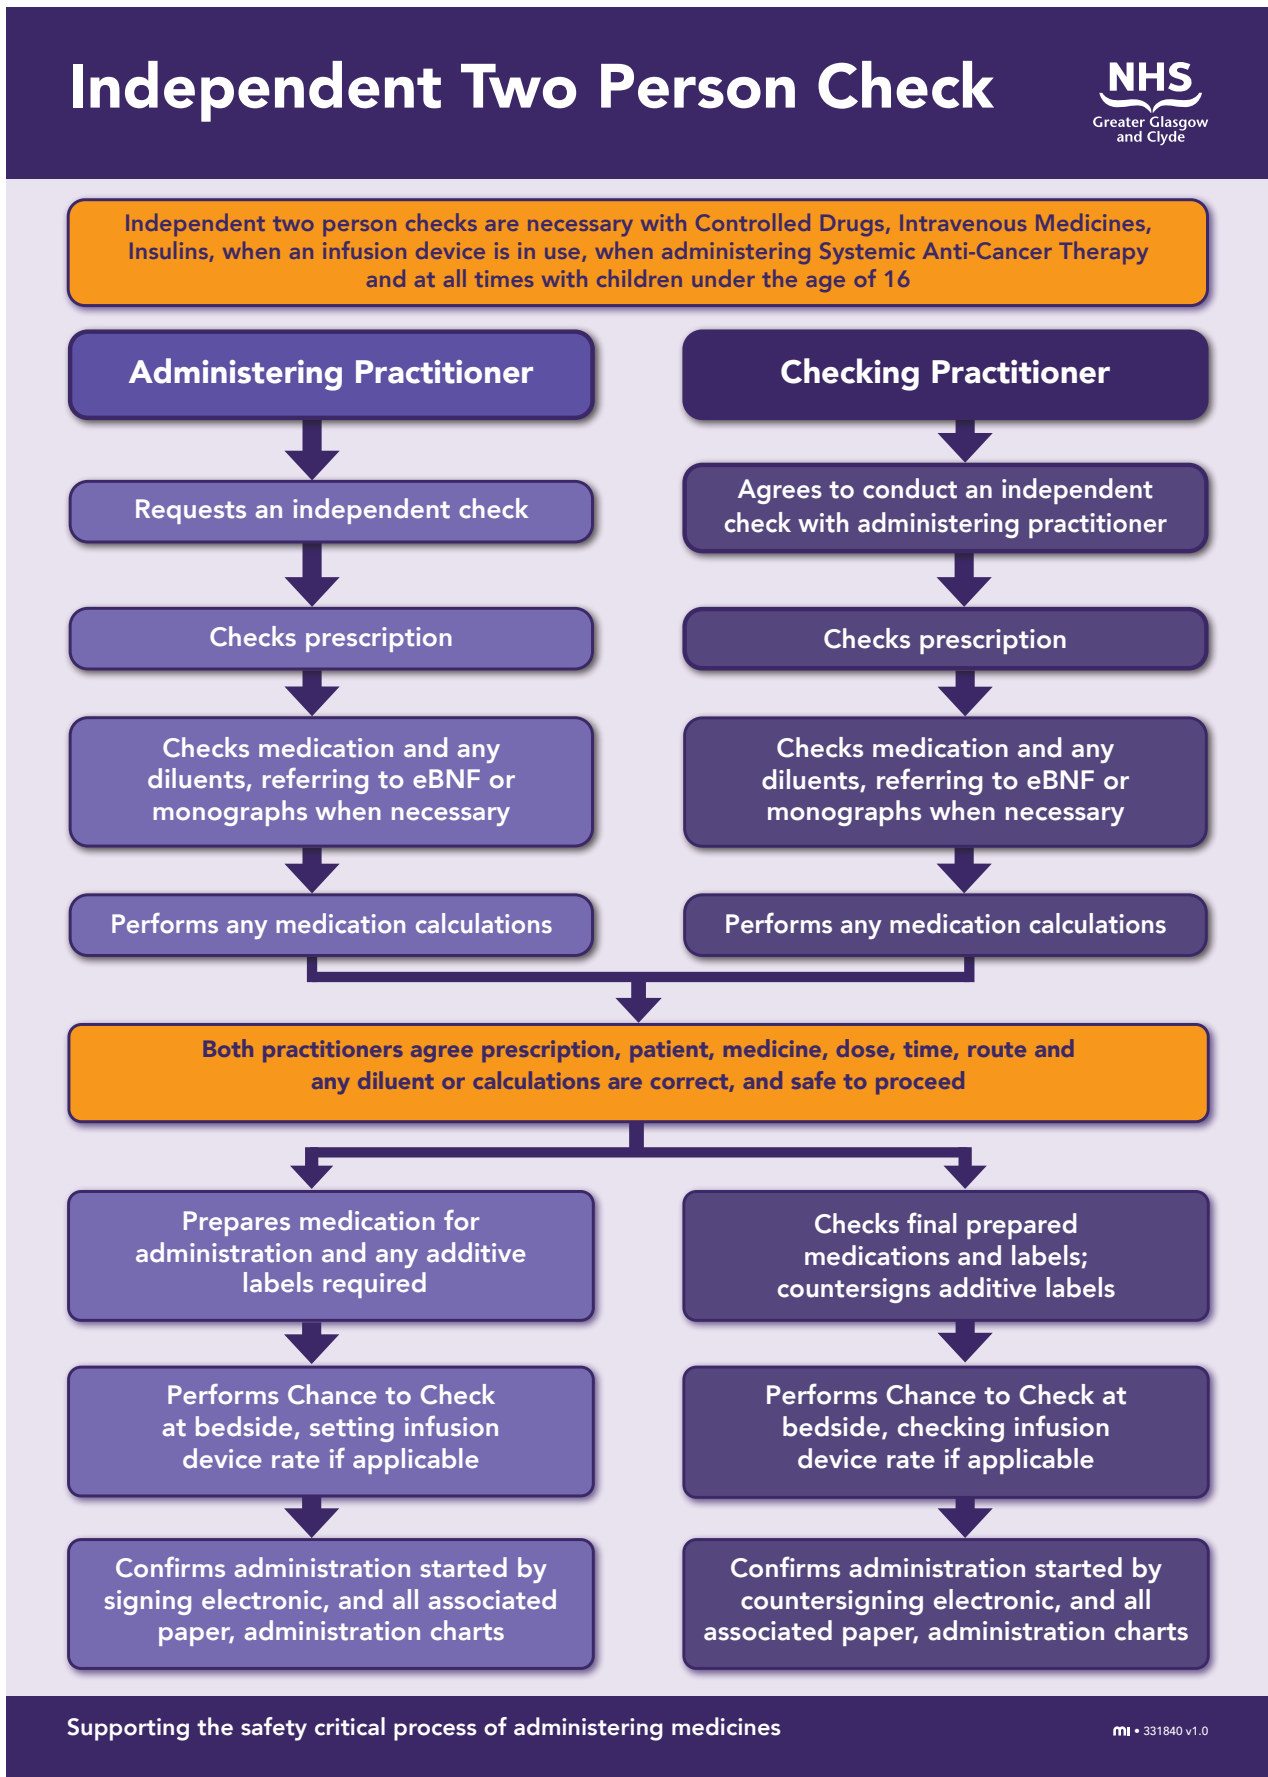 Independent Two Person Check
NHS
Greater Glasgow
and Clyde
Independent two person checks are necessary with Controlled Drugs, Intravenous Medicines,
Insulins, when an infusion device is in use, when administering Systemic Anti-Cancer Therapy
and at all times with children under the age of 16
Administering Practitioner
Requests an independent check
Checks prescription
Checks medication and any
diluents, referring to eBNF or
monographs when necessary
Performs any medication calculations
Checking Practitioner
Agrees to conduct an independent
check with administering practitioner
Checks prescription
Checks medication and any
diluents, referring to eBNF or
monographs when necessary
Performs any medication calculations
Both practitioners agree prescription, patient, medicine, dose, time, route and
any diluent or calculations are correct, and safe to proceed
Prepares medication for
administration and any additive
labels required
Performs Chance to Check
at bedside, setting infusion
device rate if applicable
Confirms administration started by
signing electronic, and all associated
paper, administration charts
Checks final prepared
medications and labels;
countersigns additive labels
Performs Chance to Check at
bedside, checking infusion
device rate if applicable
Confirms administration started by
countersigning electronic, and all
associated paper, administration charts
Supporting the safety critical process of administering medicines
mi • 331840 v1.0